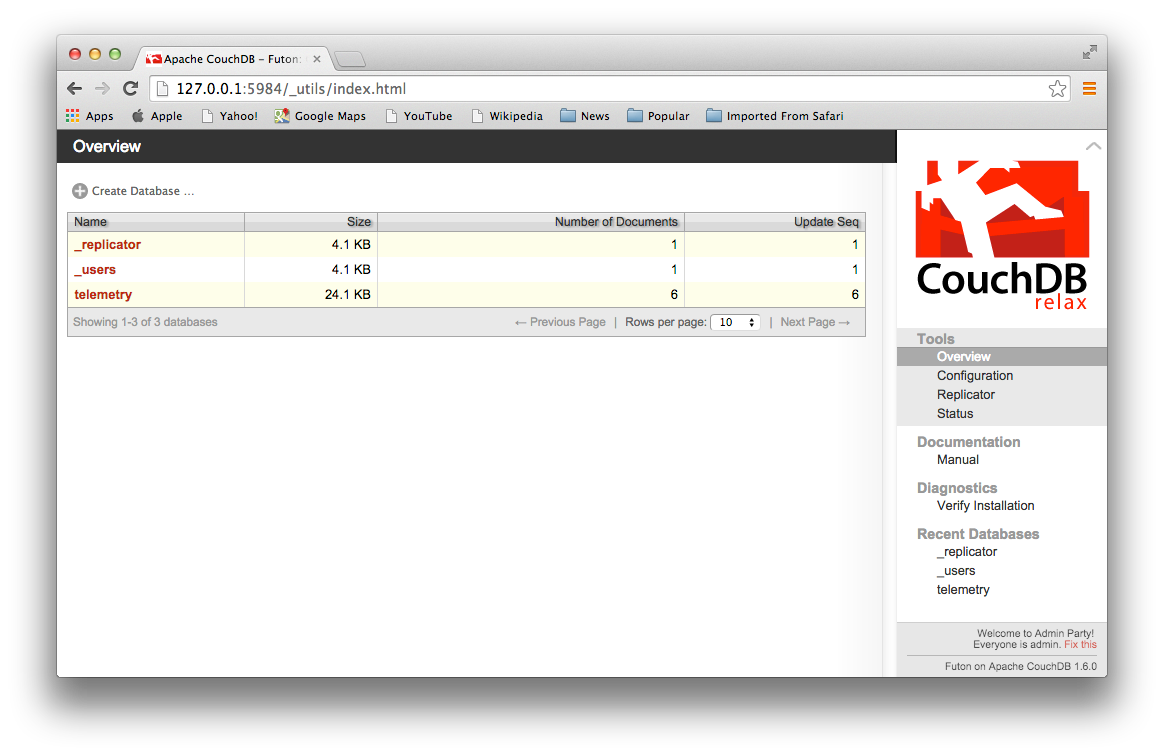 Apache CouchDB - Futon:
127.0.0.1:5984/_utils/index.html
Apps Apple Yahoo! Google Maps YouTube Wikipedia News Popular Imported From Safari
Overview
Create Database ...
Name Size Number of Documents Update Seq
_replicator 4.1 KB 1 1
_users 4.1 KB 1 1
telemetry 24.1 KB 6 6
Showing 1-3 of 3 databases ← Previous Page | Rows per page: 10 | Next Page →
CouchDB
relax
Tools
Overview
Configuration
Replicator
Status
Documentation
Manual
Diagnostics
Verify Installation
Recent Databases
_replicator
_users
telemetry
Welcome to Admin Party!
Everyone is admin. Fix this
Futon on Apache CouchDB 1.6.0